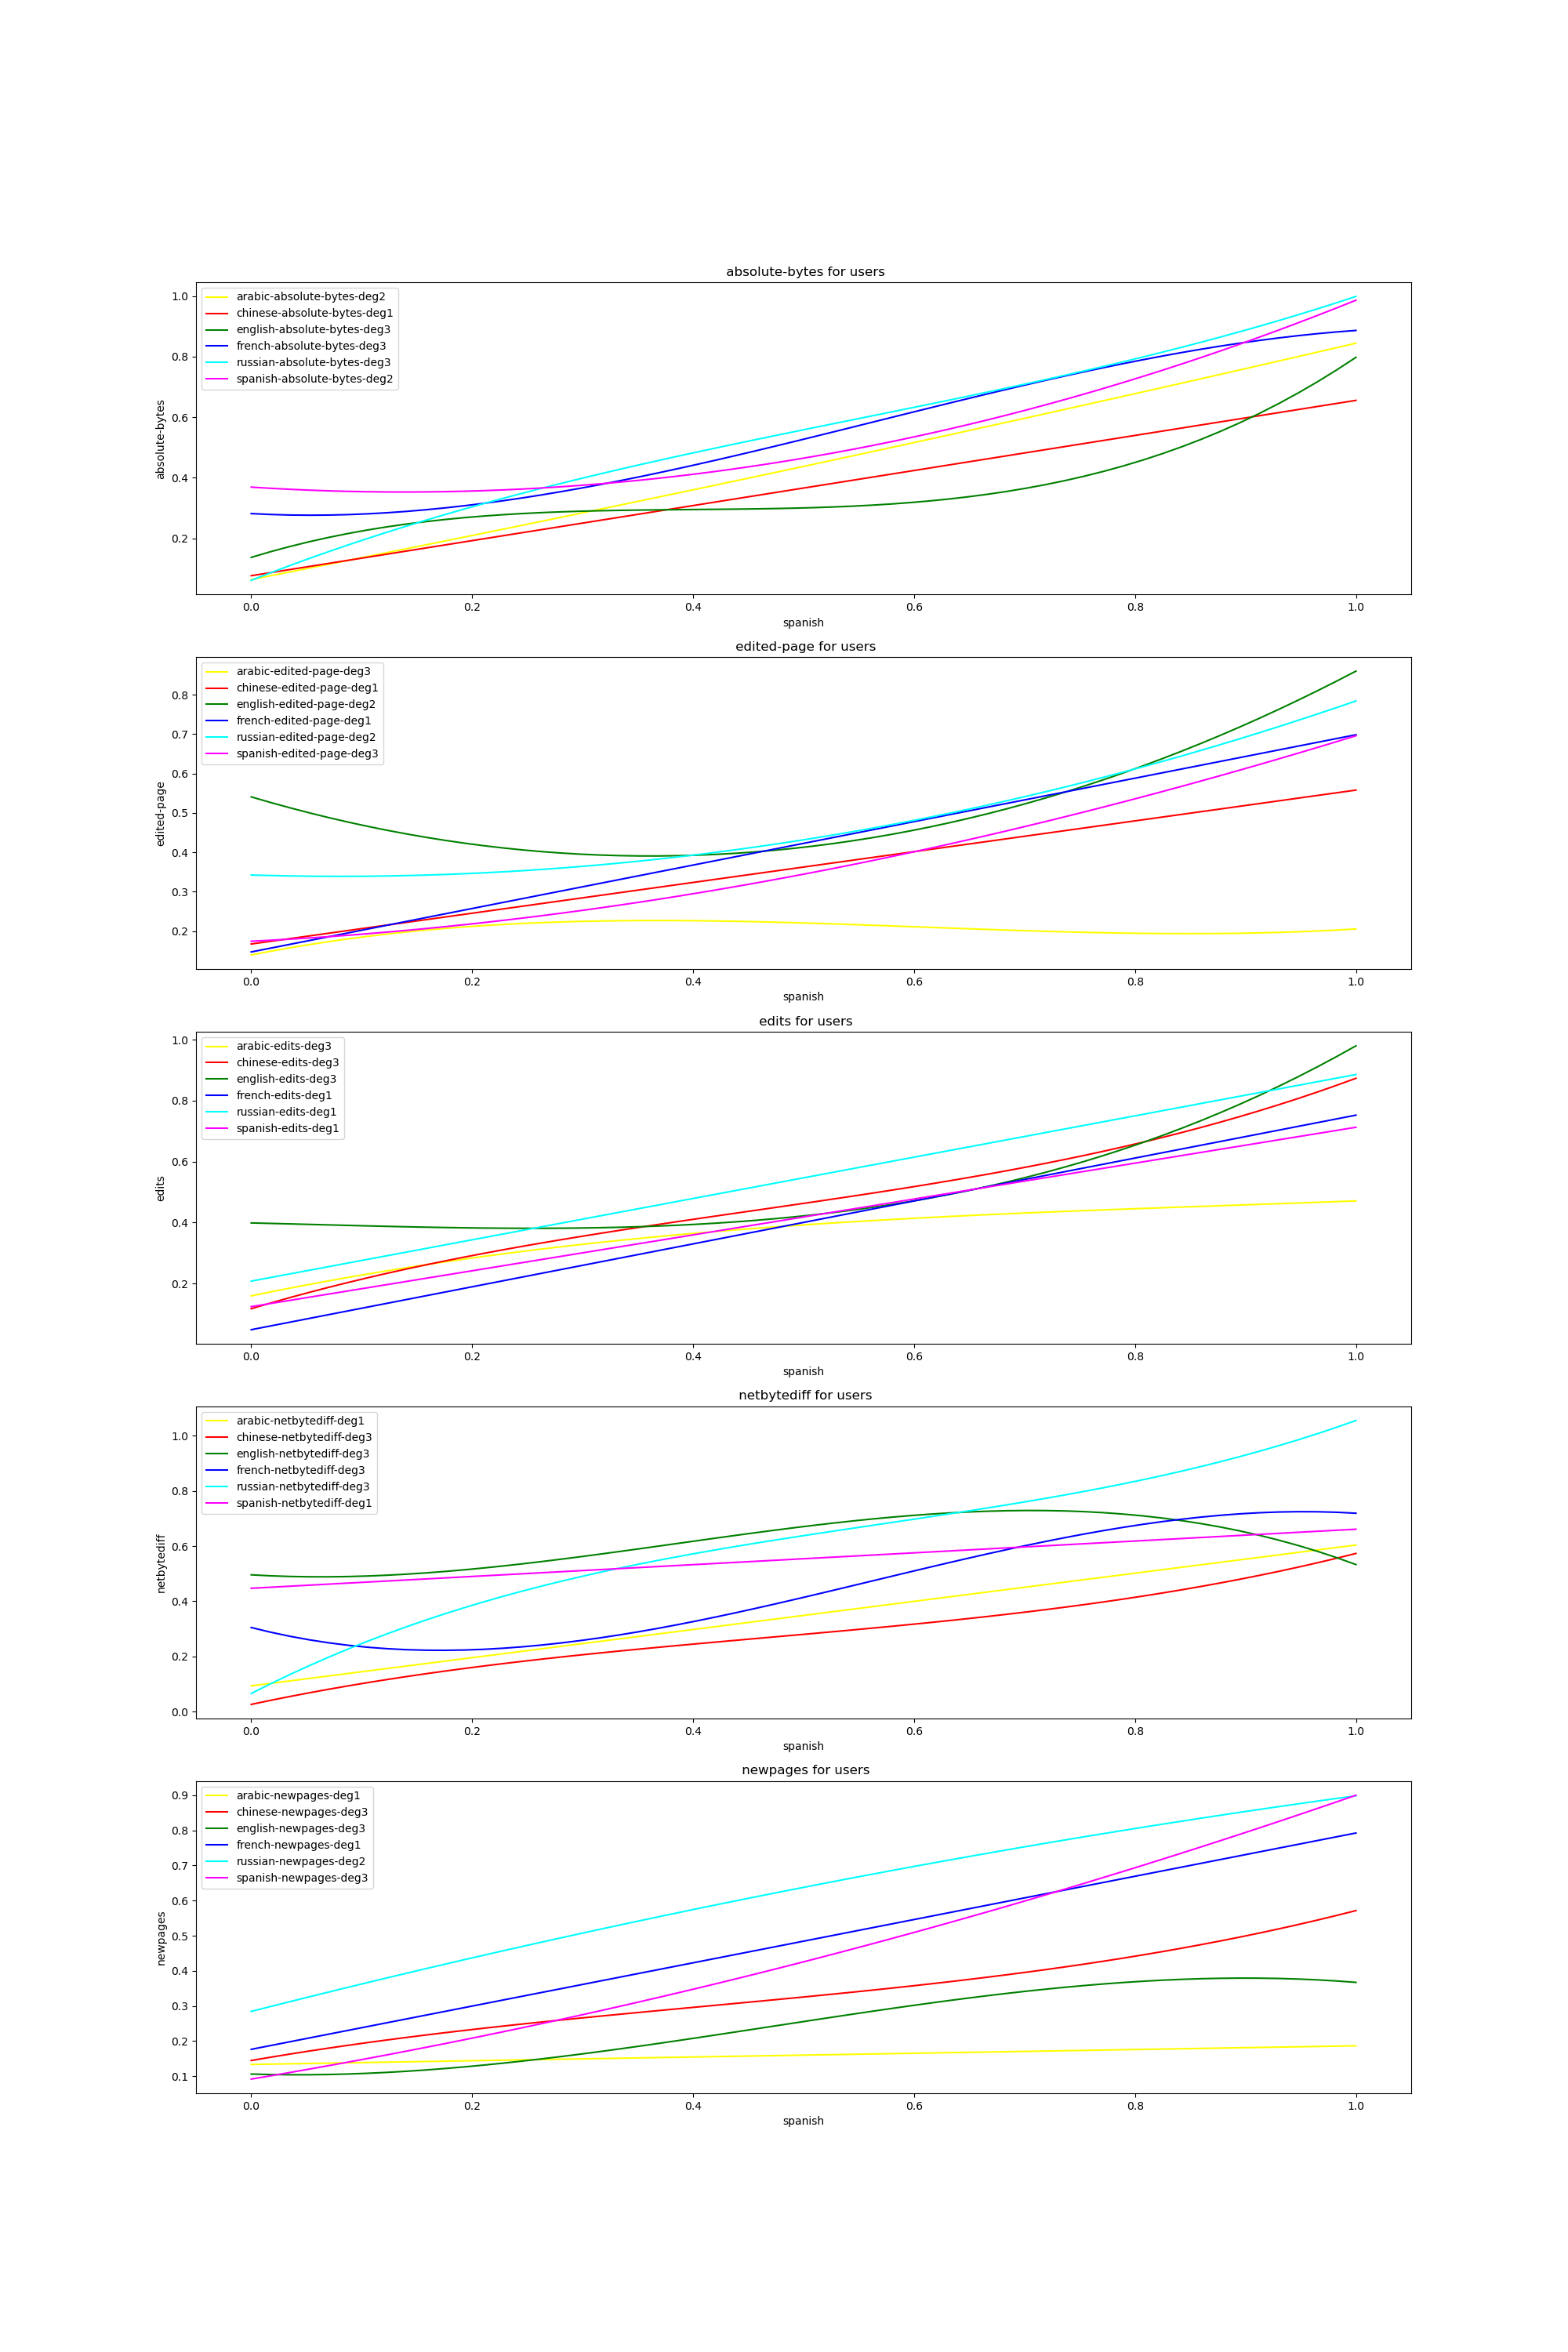 absolute-bytes for users
arabic-absolute-bytes-deg2
chinese-absolute-bytes-deg1
english-absolute-bytes-deg3
french-absolute-bytes-deg3
russian-absolute-bytes-deg3
spanish-absolute-bytes-deg2
absolute-bytes
1.0
0.8
0.6
0.4
0.2
0.0 0.2 0.4 0.6 0.8 1.0
spanish
edited-page for users
arabic-edited-page-deg3
chinese-edited-page-deg1
english-edited-page-deg2
french-edited-page-deg1
russian-edited-page-deg2
spanish-edited-page-deg3
edited-page
0.8
0.7
0.6
0.5
0.4
0.3
0.2
0.0 0.2 0.4 0.6 0.8 1.0
spanish
edits for users
arabic-edits-deg3
chinese-edits-deg3
english-edits-deg3
french-edits-deg1
russian-edits-deg1
spanish-edits-deg1
edits
1.0
0.8
0.6
0.4
0.2
0.0 0.2 0.4 0.6 0.8 1.0
spanish
netbytediff for users
arabic-netbytediff-deg1
chinese-netbytediff-deg3
english-netbytediff-deg3
french-netbytediff-deg3
russian-netbytediff-deg3
spanish-netbytediff-deg1
netbytediff
1.0
0.8
0.6
0.4
0.2
0.0
0.0 0.2 0.4 0.6 0.8 1.0
spanish
newpages for users
arabic-newpages-deg1
chinese-newpages-deg3
english-newpages-deg3
french-newpages-deg1
russian-newpages-deg2
spanish-newpages-deg3
newpages
0.9
0.8
0.7
0.6
0.5
0.4
0.3
0.2
0.1
0.0 0.2 0.4 0.6 0.8 1.0
spanish